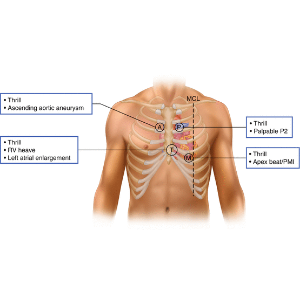 MCL
• Thrill
• Ascending aortic aneurysm
A
P
• Thrill
• Palpable P2
• Thrill
• RV heave
• Left atrial enlargement
T
M
• Thrill
• Apex beat/PMI